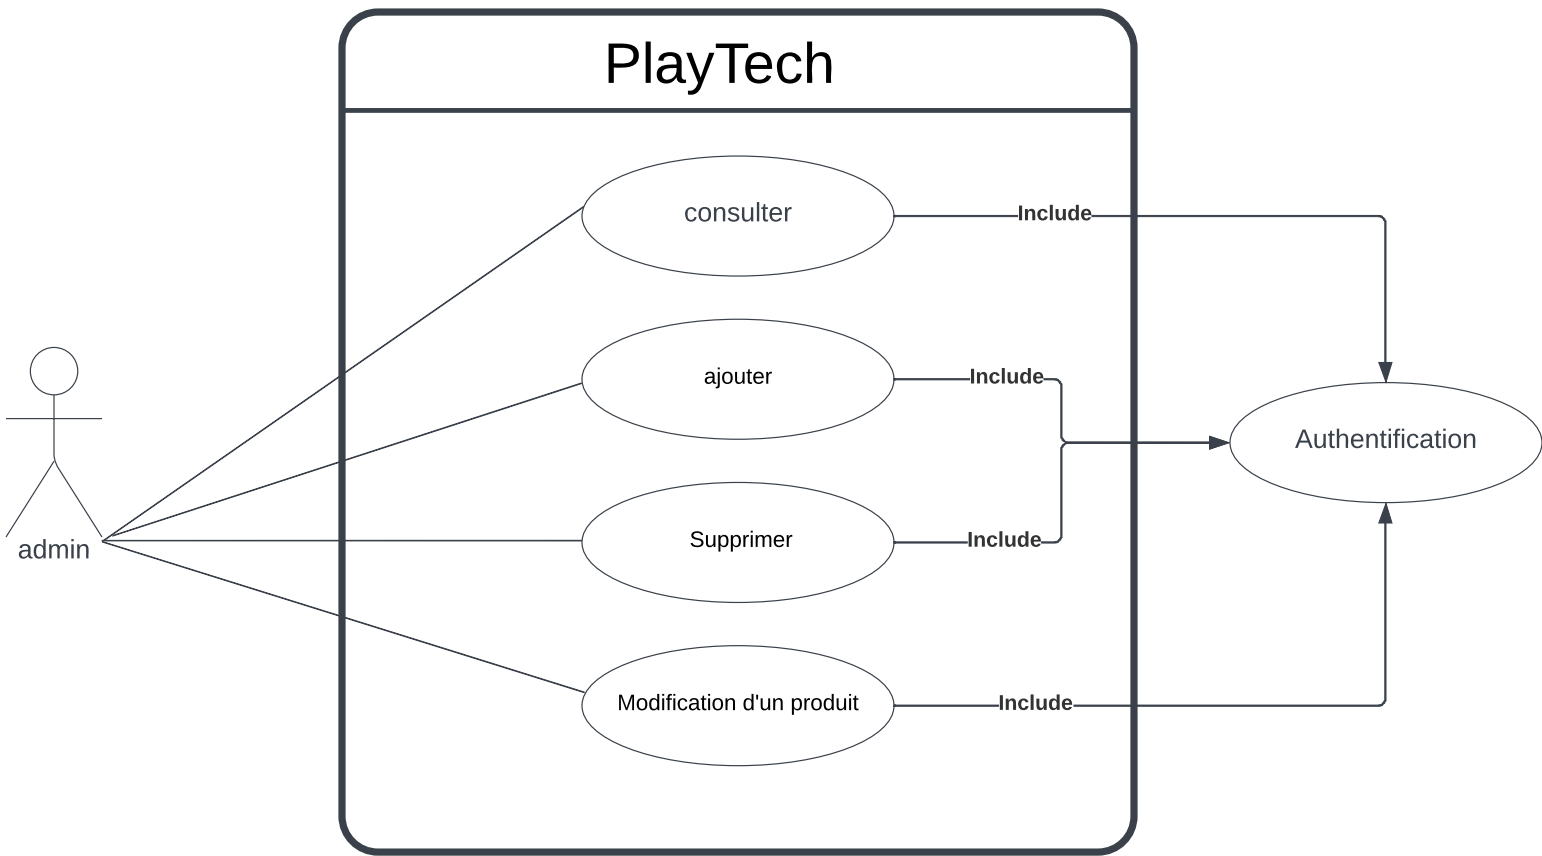 PlayTech
consulter
Include
ajouter
Include
Authentification
Supprimer
Include
admin
Modification d'un produit
Include